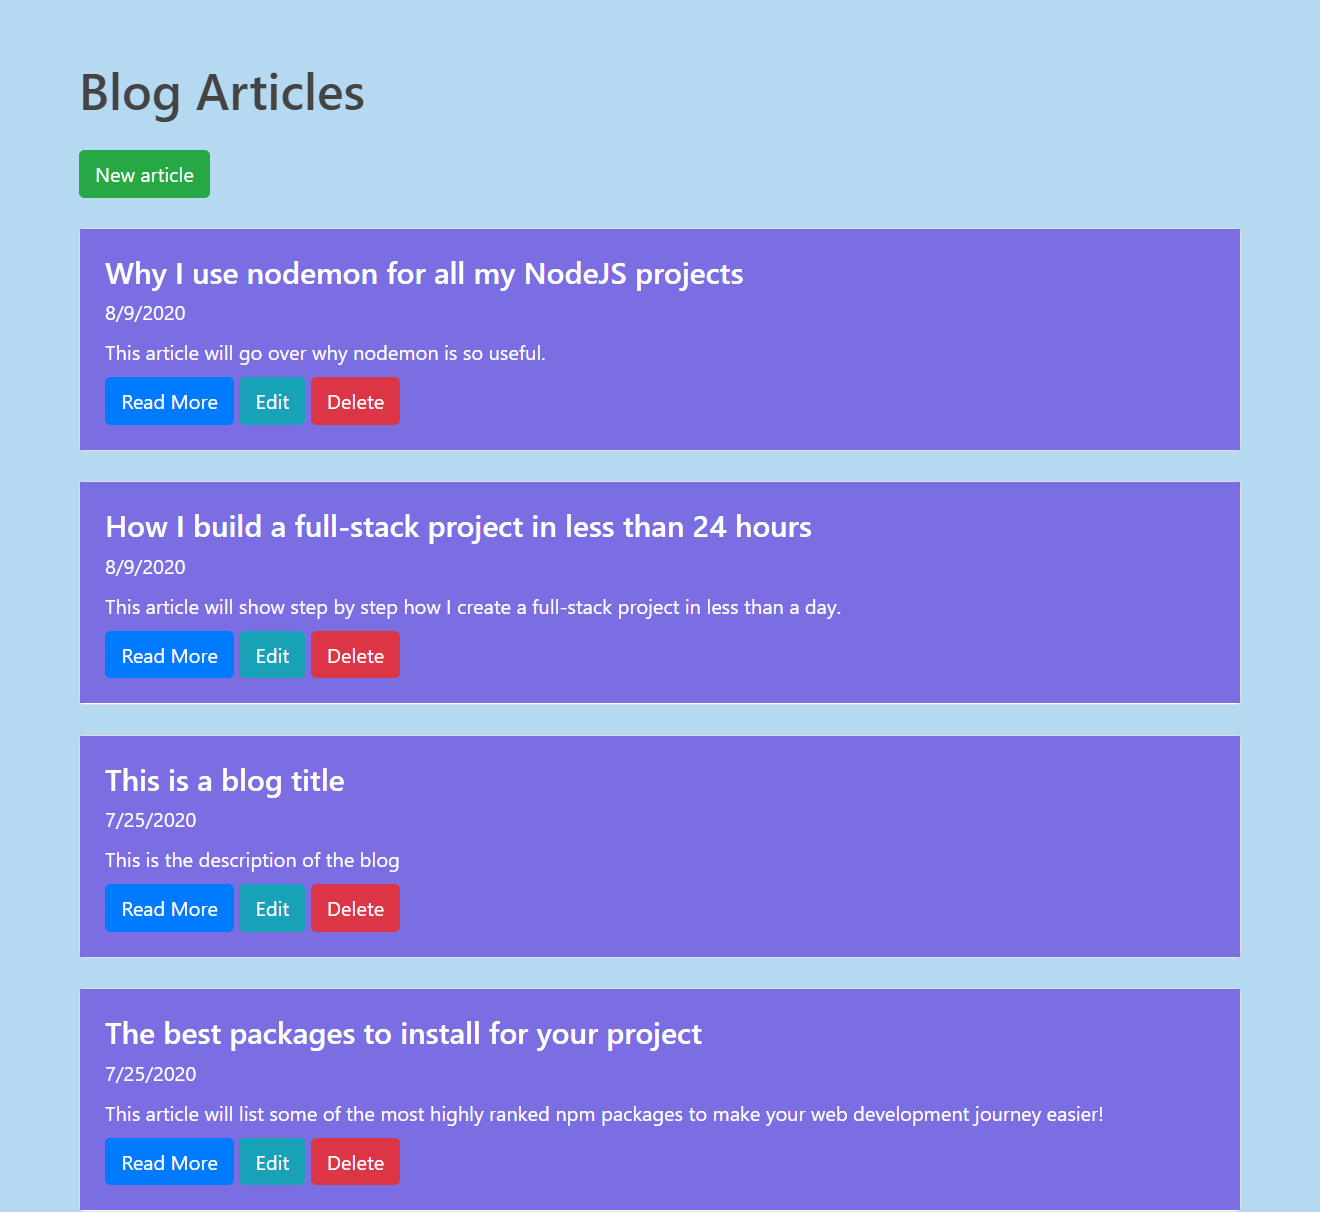 Blog Articles
New article
Why I use nodemon for all my NodeJS projects
8/9/2020
This article will go over why nodemon is so useful.
Read More Edit Delete
How I build a full-stack project in less than 24 hours
8/9/2020
This article will show step by step how I create a full-stack project in less than a day.
Read More Edit Delete
This is a blog title
7/25/2020
This is the description of the blog
Read More Edit Delete
The best packages to install for your project
7/25/2020
This article will list some of the most highly ranked npm packages to make your web development journey easier!
Read More Edit Delete